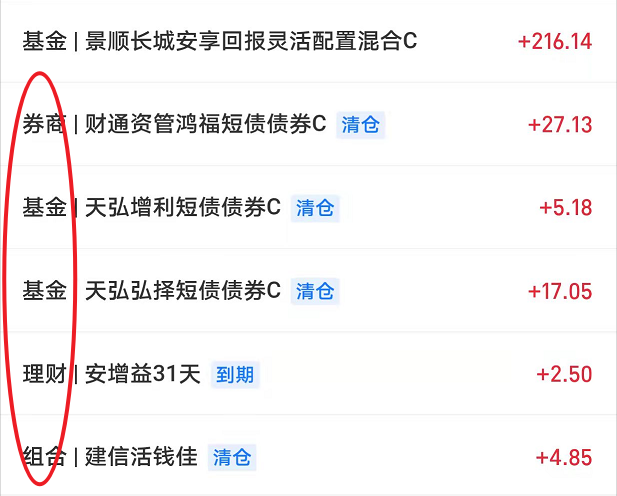 基金 | 景顺长城安享回报灵活配置混合C +216.14
券商 | 财通资管鸿福短债债券C 清仓 +27.13
基金 | 天弘增利短债债券C 清仓 +5.18
基金 | 天弘弘择短债债券C 清仓 +17.05
理财 | 安增益31天 到期 +2.50
组合 | 建信活钱佳 清仓 +4.85